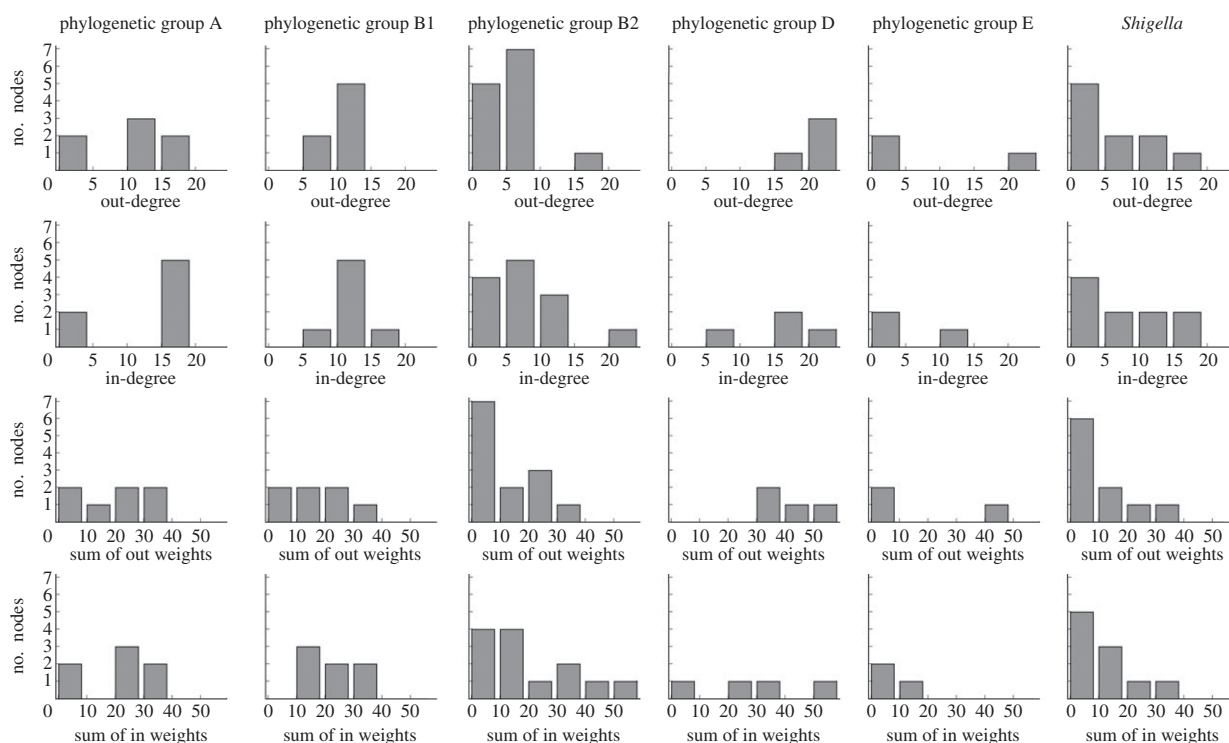 phylogenetic group A phylogenetic group B1 phylogenetic group B2 phylogenetic group D phylogenetic group E Shigella
no. nodes
7
6
5
4
3
2
1
0 5 10 15 20 0 5 10 15 20 0 5 10 15 20 0 5 10 15 20 0 5 10 15 20 0 5 10 15 20
out-degree out-degree out-degree out-degree out-degree out-degree
no. nodes
7
6
5
4
3
2
1
0 5 10 15 20 0 5 10 15 20 0 5 10 15 20 0 5 10 15 20 0 5 10 15 20 0 5 10 15 20
in-degree in-degree in-degree in-degree in-degree in-degree
no. nodes
7
6
5
4
3
2
1
0 10 20 30 40 50 0 10 20 30 40 50 0 10 20 30 40 50 0 10 20 30 40 50 0 10 20 30 40 50 0 10 20 30 40 50
sum of out weights sum of out weights sum of out weights sum of out weights sum of out weights sum of out weights
no. nodes
7
6
5
4
3
2
1
0 10 20 30 40 50 0 10 20 30 40 50 0 10 20 30 40 50 0 10 20 30 40 50 0 10 20 30 40 50 0 10 20 30 40 50
sum of in weights sum of in weights sum of in weights sum of in weights sum of in weights sum of in weights